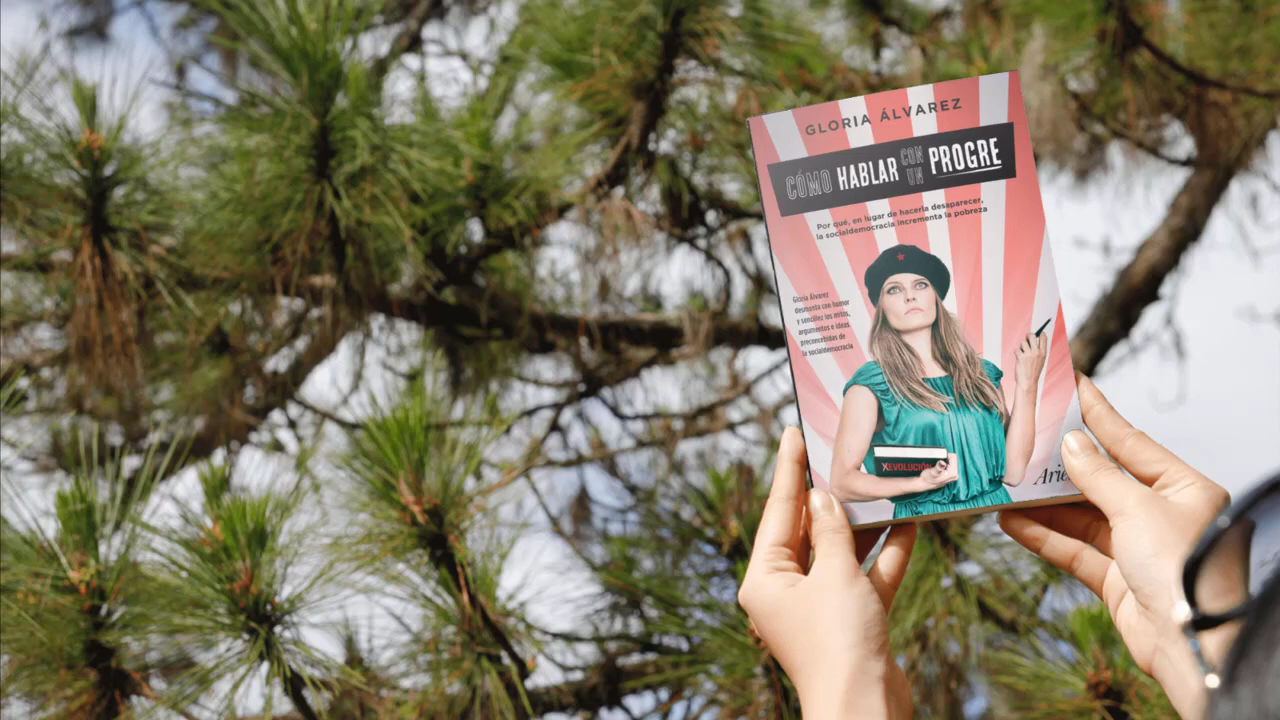 GLORIA ÁLVAREZ
CÓMO HABLAR CON UN PROGRE
Por qué, en lugar de hacerla desaparecer,
la socialdemocracia incrementa la pobreza
Gloria Álvarez
desmonta con humor
y sencillez los mitos,
argumentos e ideas
preconcebidas de
la socialdemocracia
REVOLUCIÓN